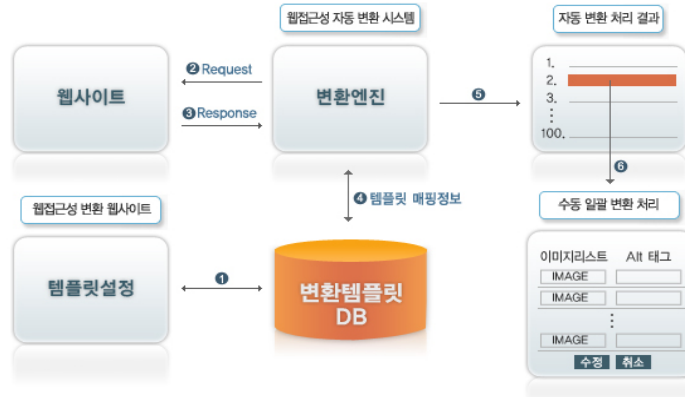 웹접근성 자동 변환 시스템
자동 변환 처리 결과
웹사이트
❷Request
❸Response
변환엔진
❺
1.
2.
3.
⋮
100.
❻
❹템플릿 매핑정보
웹접근성 변환 웹사이트
수동 일괄 변환 처리
템플릿설정
❶
변환템플릿
DB
이미지리스트 Alt 태그
IMAGE
IMAGE
⋮
IMAGE
수정 취소